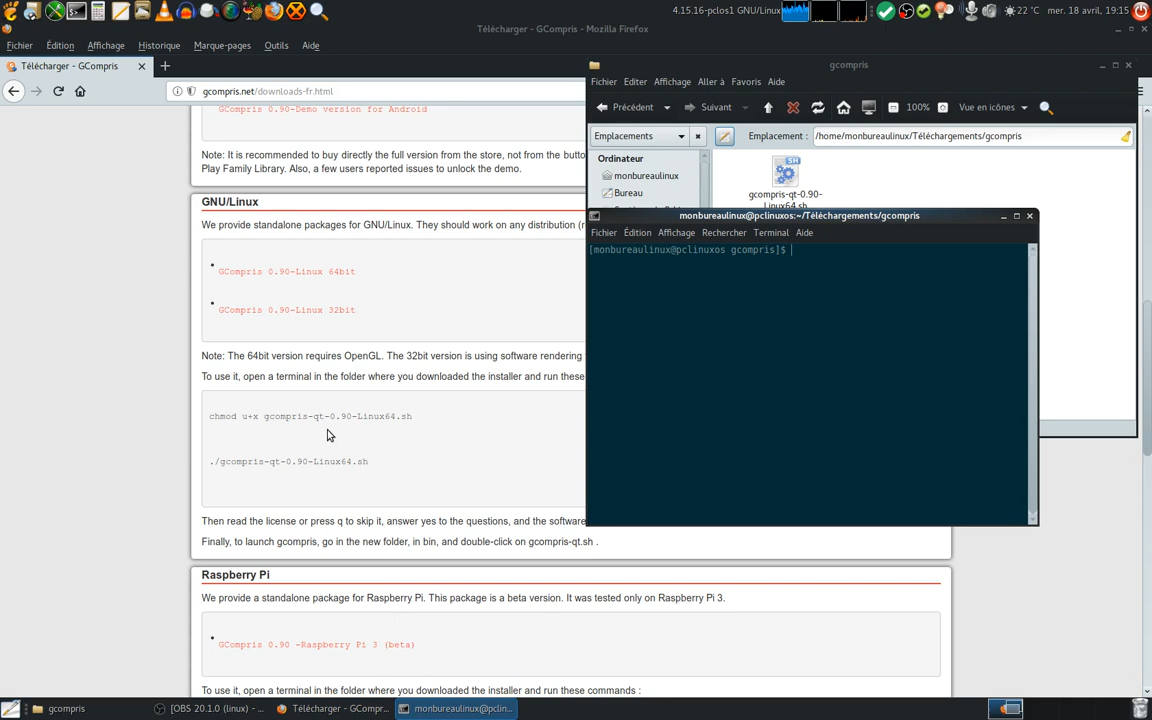 4.15.16-pclos1 GNU/Linux
22 °C
mer. 18 avril, 19:15
Télécharger - GCompris - Mozilla Firefox
Fichier Édition Affichage Historique Marque-pages Outils Aide
Télécharger - GCompris
gcompris.net/downloads-fr.html
GCompris 0.90-Demo version for Android
Note: It is recommended to buy directly the full version from the store, not from the butto
Play Family Library. Also, a few users reported issues to unlock the demo.
GNU/Linux
We provide standalone packages for GNU/Linux. They should work on any distribution (
GCompris 0.90-Linux 64bit
GCompris 0.90-Linux 32bit
Note: The 64bit version requires OpenGL. The 32bit version is using software rendering
To use it, open a terminal in the folder where you downloaded the installer and run these
chmod u+x gcompris-qt-0.90-Linux64.sh
./gcompris-qt-0.90-Linux64.sh
Then read the license or press q to skip it, answer yes to the questions, and the software
Finally, to launch gcompris, go in the new folder, in bin, and double-click on gcompris-qt.sh .
Raspberry Pi
We provide a standalone package for Raspberry Pi. This package is a beta version. It was tested only on Raspberry Pi 3.
GCompris 0.90 -Raspberry Pi 3 (beta)
To use it, open a terminal in the folder where you downloaded the installer and run these commands :
gcompris
Fichier Editer Affichage Aller à Favoris Aide
Précédent Suivant 100% Vue en icônes
Emplacements Emplacement : /home/monbureaulinux/Téléchargements/gcompris
Ordinateur
monbureaulinux
Bureau
SH
gcompris-qt-0.90-
Linux64.sh
monbureaulinux@pclinuxos:~/Téléchargements/gcompris
Fichier Édition Affichage Rechercher Terminal Aide
[monbureaulinux@pclinuxos gcompris]$
gcompris
[OBS 20.1.0 (linux) - ...
Télécharger - GCompr...
monbureaulinux@pclin...